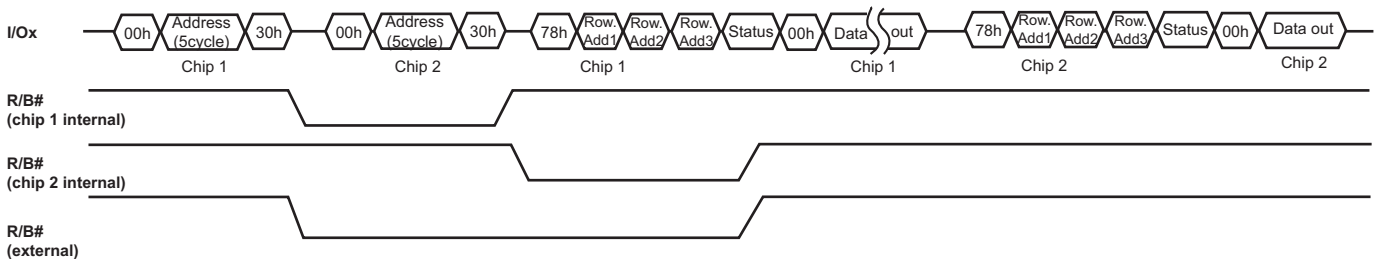 I/Ox
00h
Address
(5cycle)
30h
00h
Address
(5cycle)
30h
78h
Row.
Add1
Row.
Add2
Row.
Add3
Status
00h
Data
out
78h
Row.
Add1
Row.
Add2
Row.
Add3
Status
00h
Data out
Chip 1
Chip 2
Chip 1
Chip 1
Chip 2
Chip 2
R/B#
(chip 1 internal)
R/B#
(chip 2 internal)
R/B#
(external)